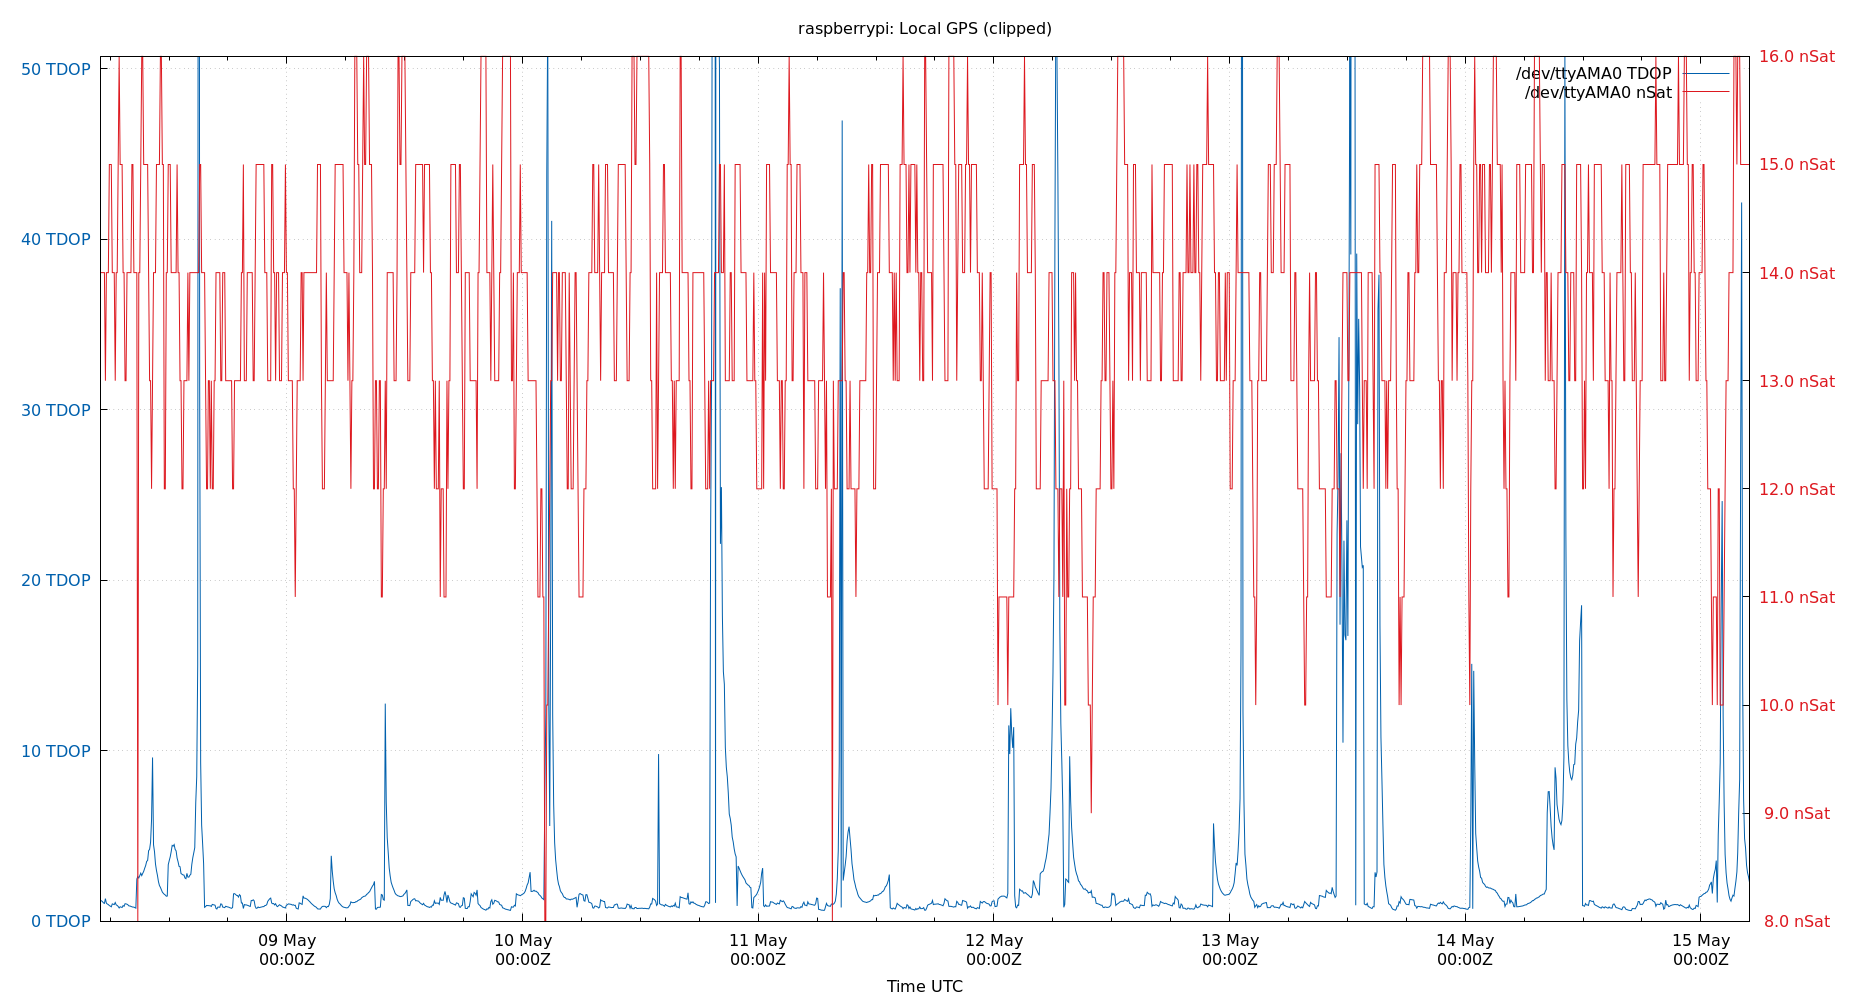 raspberrypi: Local GPS (clipped)
50 TDOP
40 TDOP
30 TDOP
20 TDOP
10 TDOP
0 TDOP
16.0 nSat
15.0 nSat
14.0 nSat
13.0 nSat
12.0 nSat
11.0 nSat
10.0 nSat
9.0 nSat
8.0 nSat
/dev/ttyAMA0 TDOP
/dev/ttyAMA0 nSat
09 May 10 May 11 May 12 May 13 May 14 May 15 May
00:00Z 00:00Z 00:00Z 00:00Z 00:00Z 00:00Z 00:00Z
Time UTC